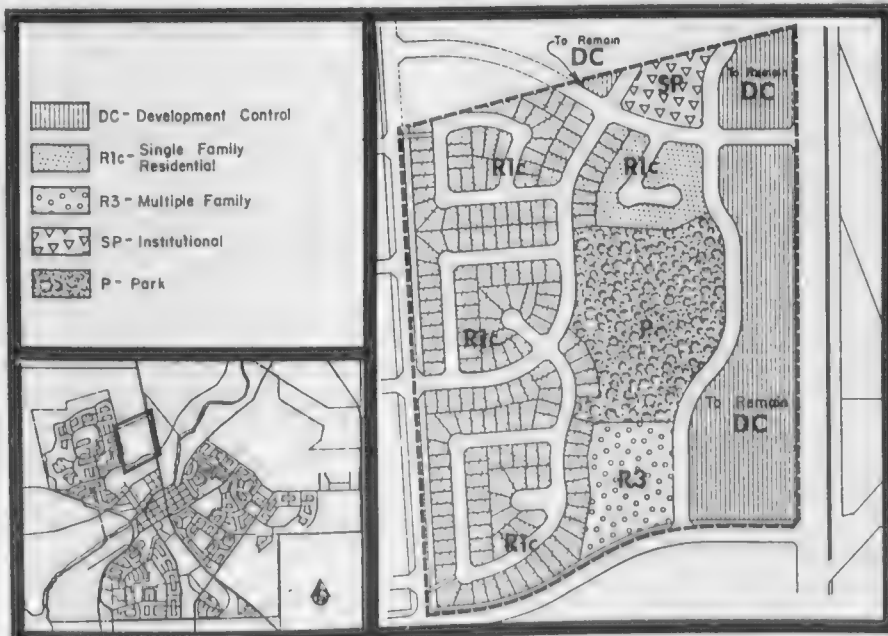 DC - Development Control
R1c - Single Family
Residential
R3 - Multiple Family
SP - Institutional
P - Park
To Remain
DC
SP
To Remain
DC
R1c
R1c
P
R1c
To Remain
DC
R3
R1c